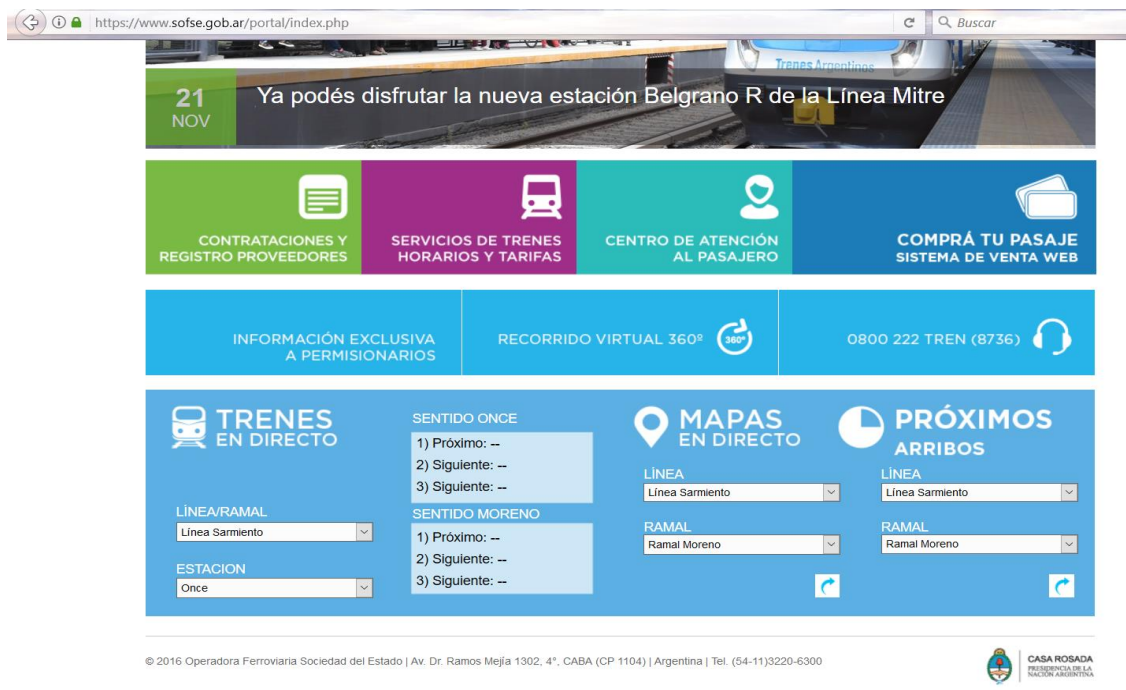 https://www.sofse.gob.ar/portal/index.php
Buscar
Trenes Argentinos
21
NOV
Ya podés disfrutar la nueva estación Belgrano R de la Línea Mitre
CONTRATACIONES Y
REGISTRO PROVEEDORES
SERVICIOS DE TRENES
HORARIOS Y TARIFAS
CENTRO DE ATENCIÓN
AL PASAJERO
COMPRÁ TU PASAJE
SISTEMA DE VENTA WEB
INFORMACIÓN EXCLUSIVA
A PERMISIONARIOS
RECORRIDO VIRTUAL 360º
360º
0800 222 TREN (8736)
TRENES
EN DIRECTO
LÍNEA/RAMAL
Línea Sarmiento
ESTACION
Once
SENTIDO ONCE
1) Próximo: --
2) Siguiente: --
3) Siguiente: --
SENTIDO MORENO
1) Próximo: --
2) Siguiente: --
3) Siguiente: --
MAPAS
EN DIRECTO
LÍNEA
Línea Sarmiento
RAMAL
Ramal Moreno
PRÓXIMOS
ARRIBOS
LÍNEA
Línea Sarmiento
RAMAL
Ramal Moreno
© 2016 Operadora Ferroviaria Sociedad del Estado | Av. Dr. Ramos Mejía 1302, 4°, CABA (CP 1104) | Argentina | Tel. (54-11)3220-6300
CASA ROSADA
PRESIDENCIA DE LA
NACIÓN ARGENTINA